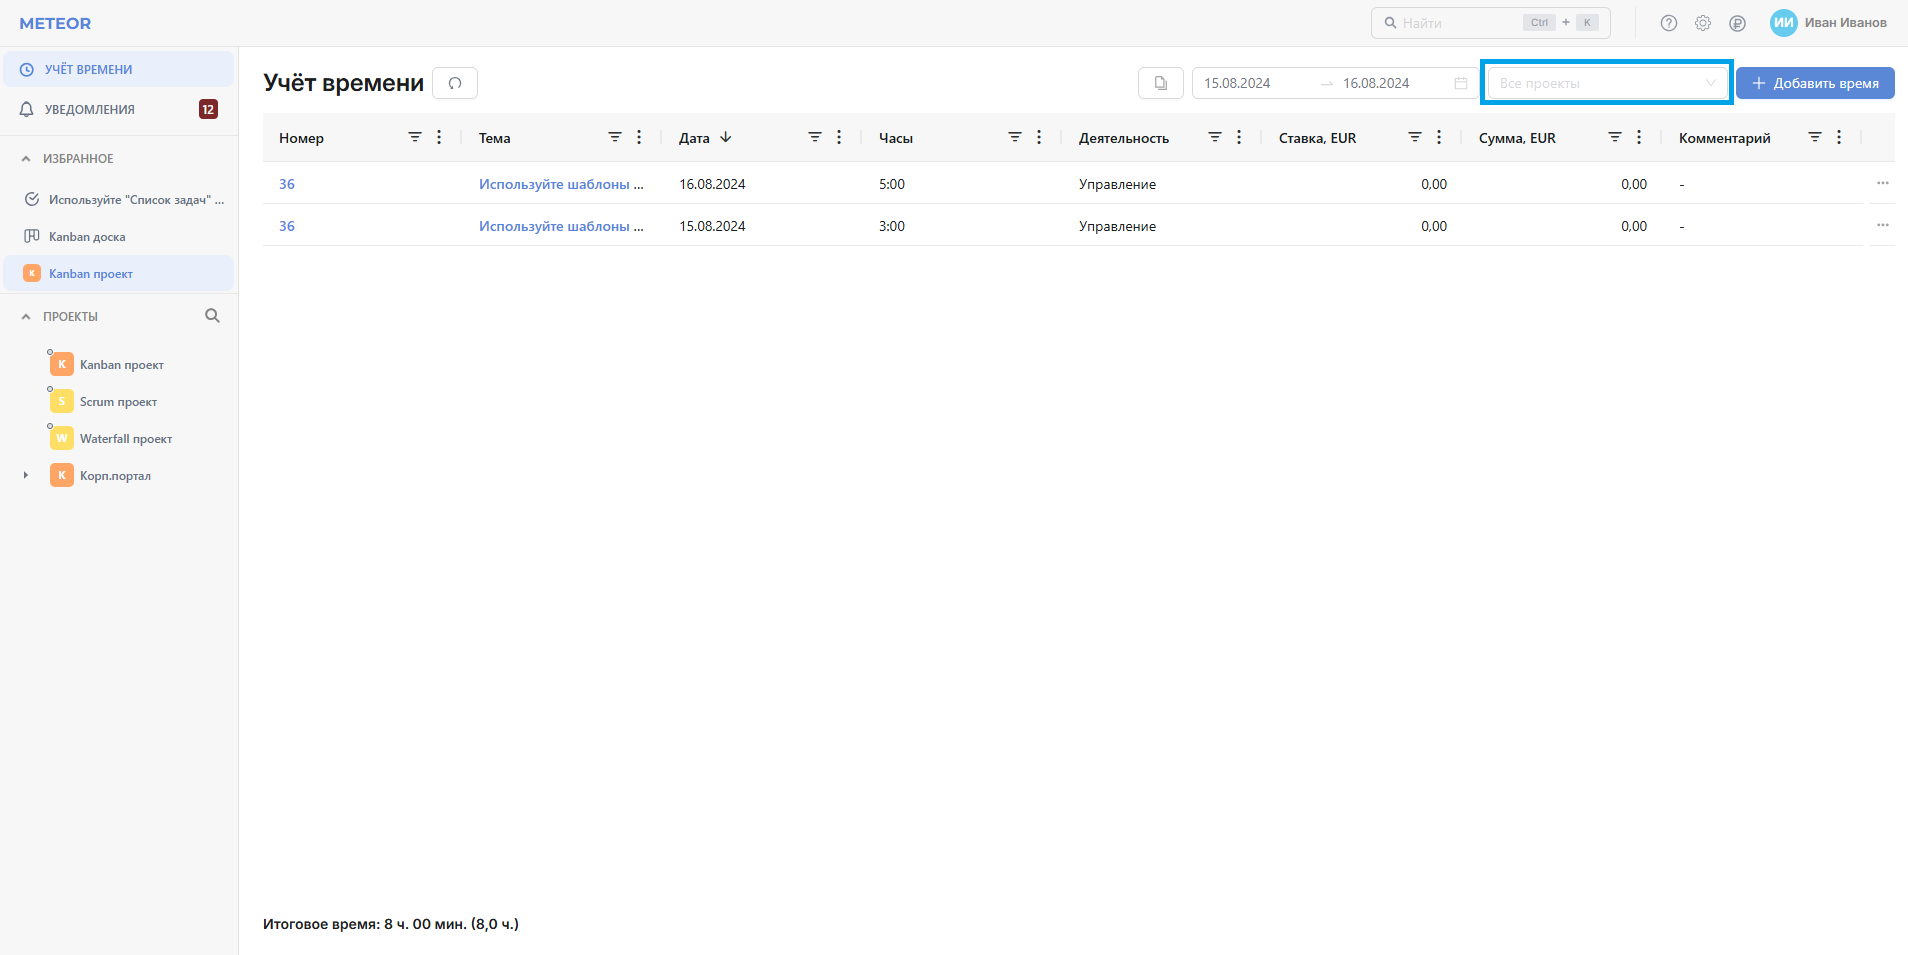 METEOR
Найти Ctrl + K
ИИ Иван Иванов
УЧЁТ ВРЕМЕНИ
УВЕДОМЛЕНИЯ 12
ИЗБРАННОЕ
Используйте "Список задач" ...
Kanban доска
K Kanban проект
ПРОЕКТЫ
K Kanban проект
S Scrum проект
W Waterfall проект
K Корп.портал
Учёт времени
15.08.2024 → 16.08.2024 Все проекты + Добавить время
Номер Тема Дата Часы Деятельность Ставка, EUR Сумма, EUR Комментарий
36 Используйте шаблоны ... 16.08.2024 5:00 Управление 0,00 0,00 -
36 Используйте шаблоны ... 15.08.2024 3:00 Управление 0,00 0,00 -
Итоговое время: 8 ч. 00 мин. (8,0 ч.)